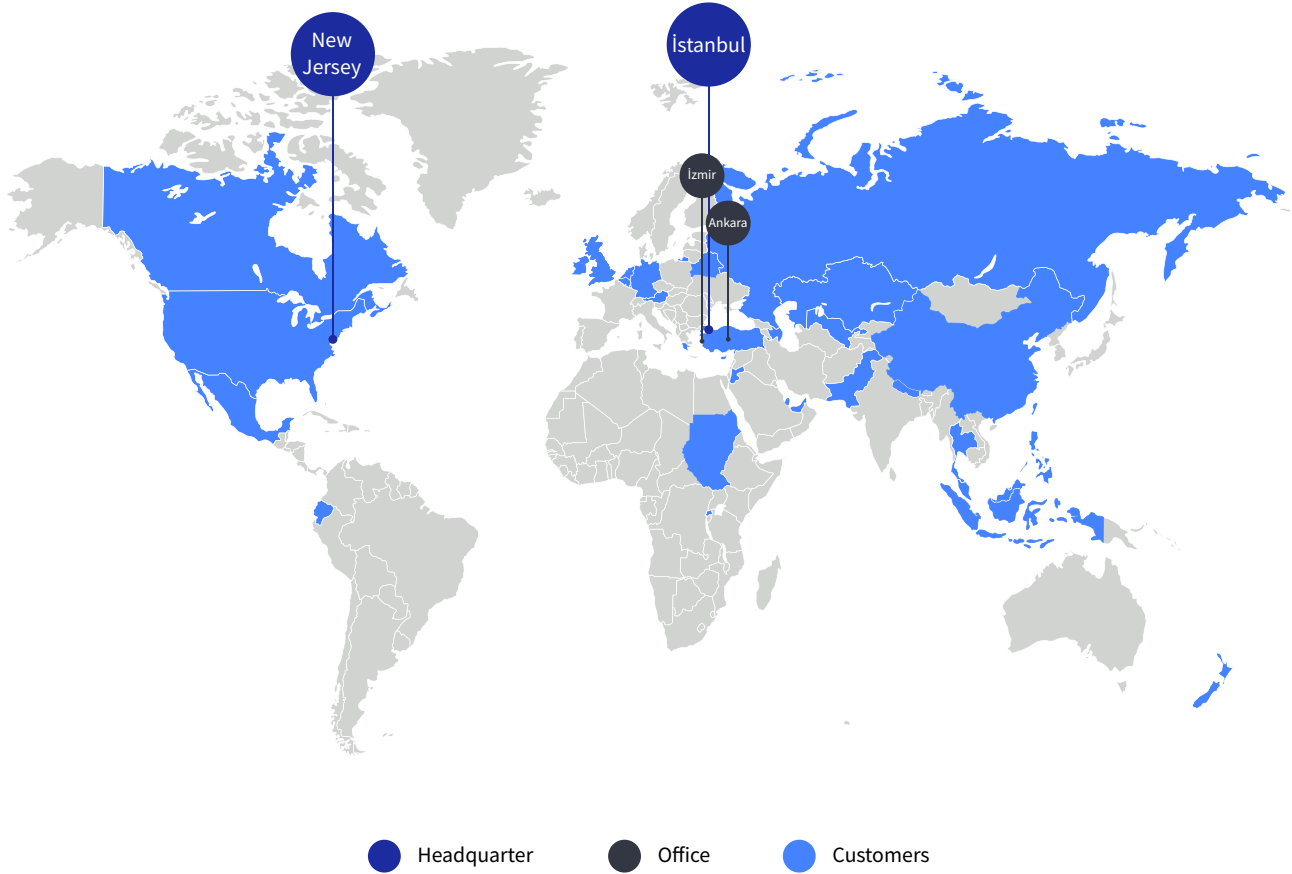 New
Jersey
İstanbul
İzmir
Ankara
Headquarter
Office
Customers